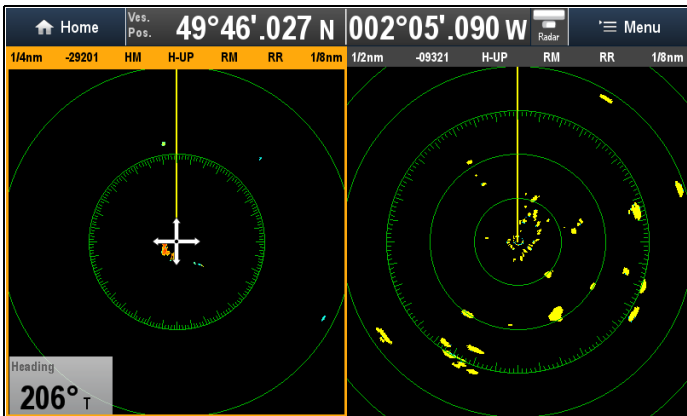 Home
Ves. Pos. 49°46'.027 N 002°05'.090 W
Radar
Menu
1/4nm -29201 HM H-UP RM RR 1/8nm
1/2nm -09321 H-UP RM RR 1/8nm
Heading
206° T